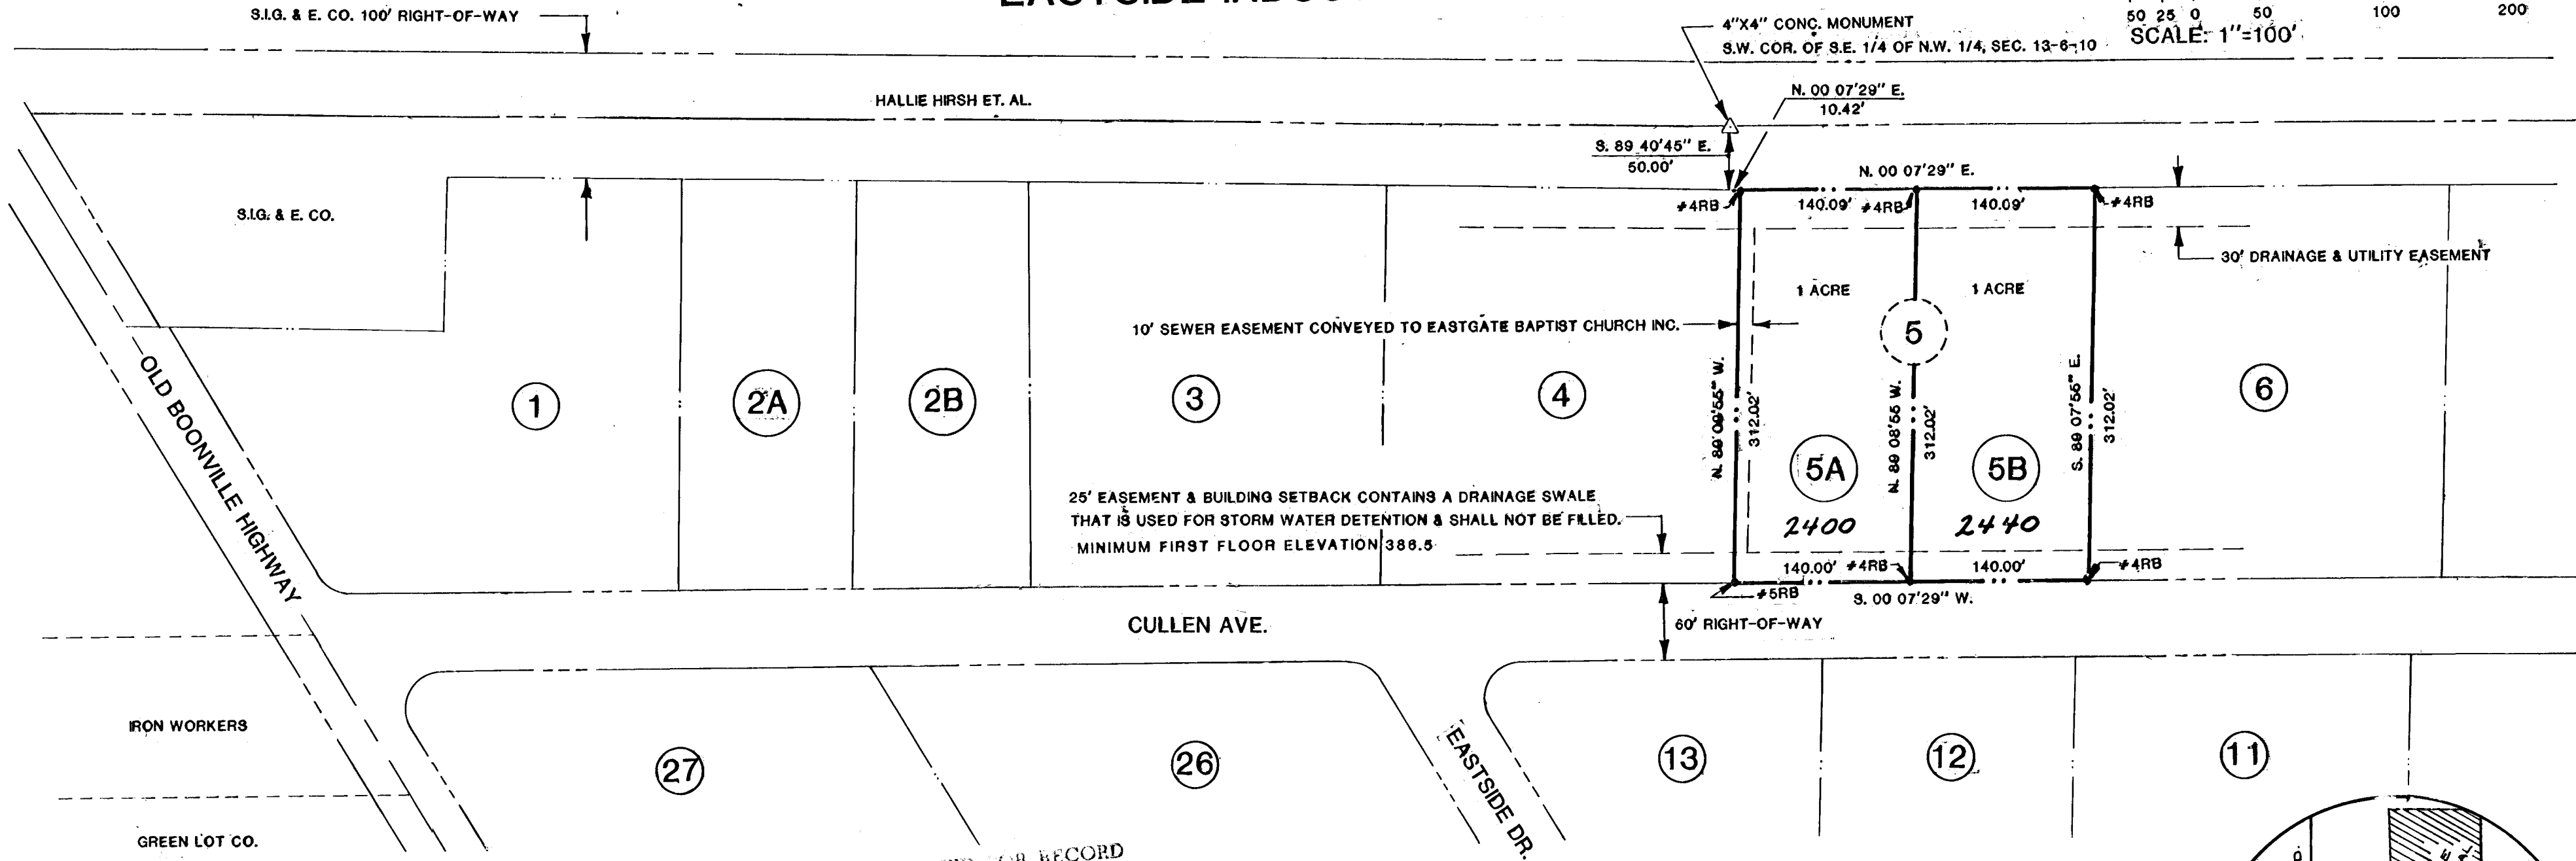 S.I.G. & E. CO. 100' RIGHT-OF-WAY
4"X4" CONC. MONUMENT
S.W. COR. OF S.E. 1/4 OF N.W. 1/4, SEC. 13-6-10
50 25 0 50 100 200
SCALE: 1"=100'
HALLIE HIRSH ET. AL.
N. 00 07'29" E.
10.42'
S. 89 40'45" E.
50.00'
N. 00 07'29" E.
S.I.G. & E. CO.
#4RB
140.09'
#4RB
140.09'
#4RB
30' DRAINAGE & UTILITY EASEMENT
1 ACRE
1 ACRE
10' SEWER EASEMENT CONVEYED TO EASTGATE BAPTIST CHURCH INC.
5
OLD BOONVILLE HIGHWAY
1
2A
2B
3
4
N. 89 09'55" W.
312.02'
N. 89 08'55 W.
312.02'
S. 89 07'55" E.
312.02'
6
5A
5B
25' EASEMENT & BUILDING SETBACK CONTAINS A DRAINAGE SWALE
THAT IS USED FOR STORM WATER DETENTION & SHALL NOT BE FILLED.
MINIMUM FIRST FLOOR ELEVATION 386.5
2400
2440
140.00'
#4RB
140.00'
#4RB
#5RB
S. 00 07'29" W.
CULLEN AVE.
60' RIGHT-OF-WAY
IRON WORKERS
27
26
EASTSIDE DR.
13
12
11
GREEN LOT CO.
FOR RECORD